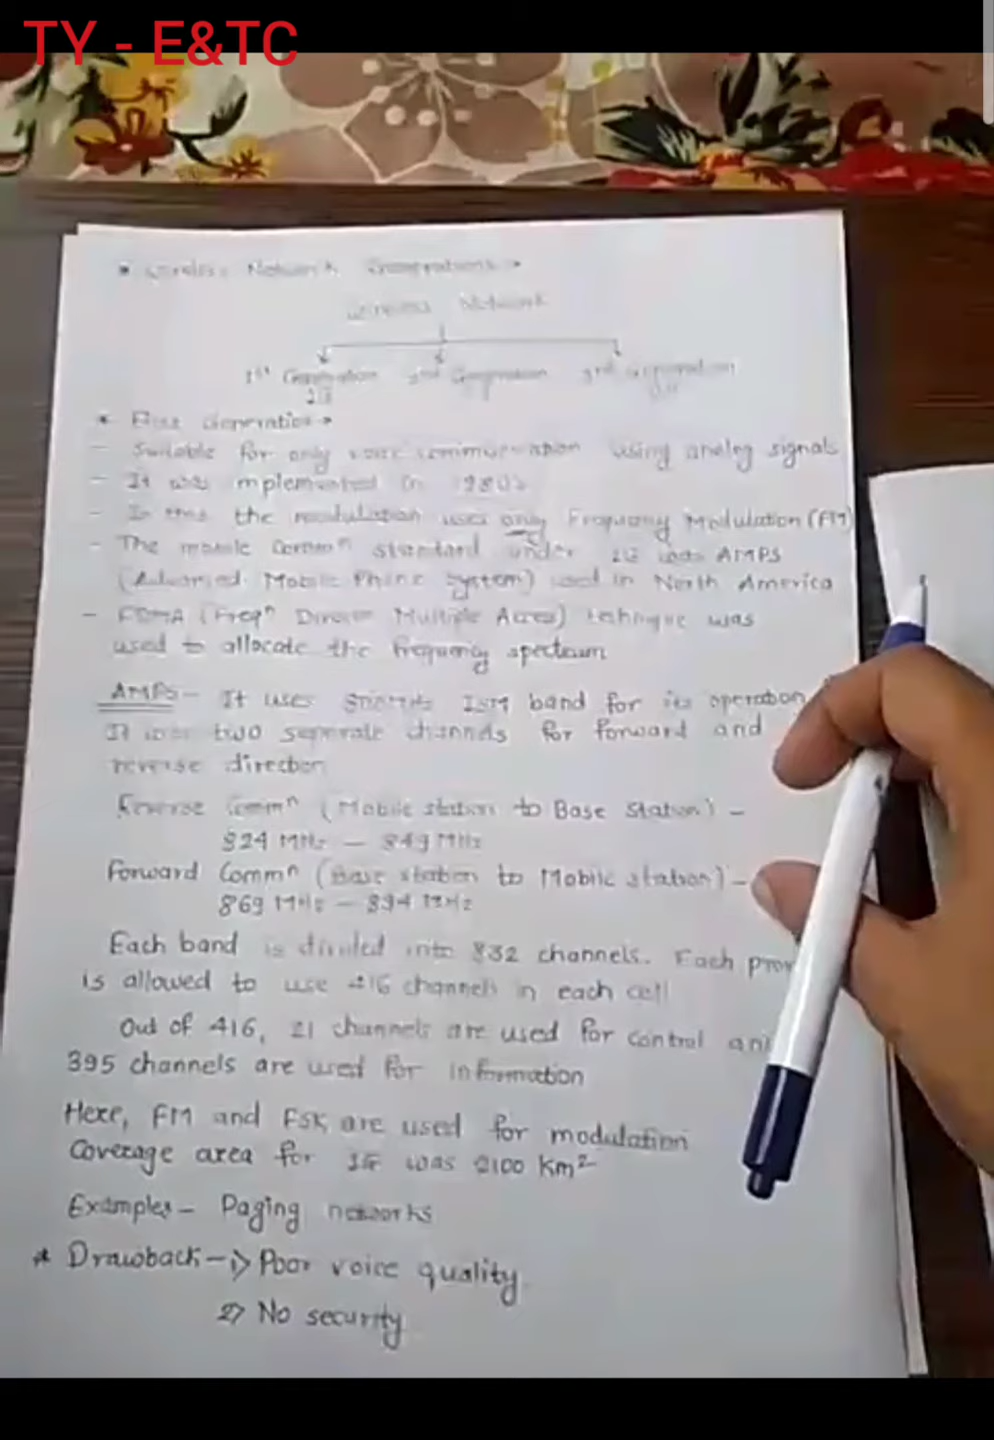 TY - E&TC
* Wireless Network Generations →
Wireless Network
1st Generation 2nd Generation 3rd Generation
1G
* First Generation →
- Suitable for only voice communication using analog signals
- It was implemented in 1980s
- In this the modulation uses only Frequency Modulation (FM)
- The mobile Commn standard under 1G was AMPS
(Advanced Mobile Phone System) used in North America
- FDMA (Freqn Division Multiple Access) technique was
used to allocate the frequency spectrum
AMPS - It uses ISM band for its operation
It uses two seperate channels for forward and
reverse direction
Reverse Commn (Mobile station to Base Station) -
824 MHz - 849 MHz
Forward Commn (Base station to Mobile station) -
869 MHz - 894 MHz
Each band is divided into 832 channels. Each
is allowed to use 416 channels in each cell
Out of 416, 21 channels are used for control
395 channels are used for information
Here, FM and FSK are used for modulation
Coverage area for 1G was 2100 Km²
Examples - Paging networks
* Drawback - 1) Poor voice quality
2) No security